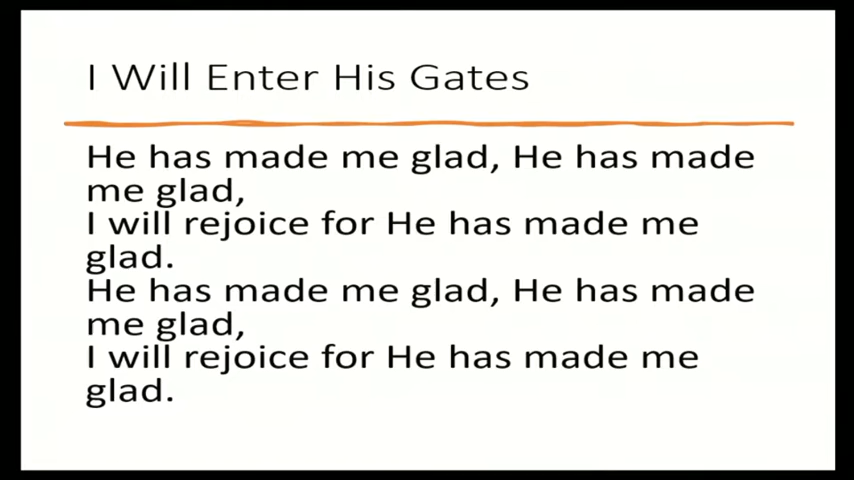 I Will Enter His Gates
He has made me glad, He has made
me glad,
I will rejoice for He has made me
glad.
He has made me glad, He has made
me glad,
I will rejoice for He has made me
glad.